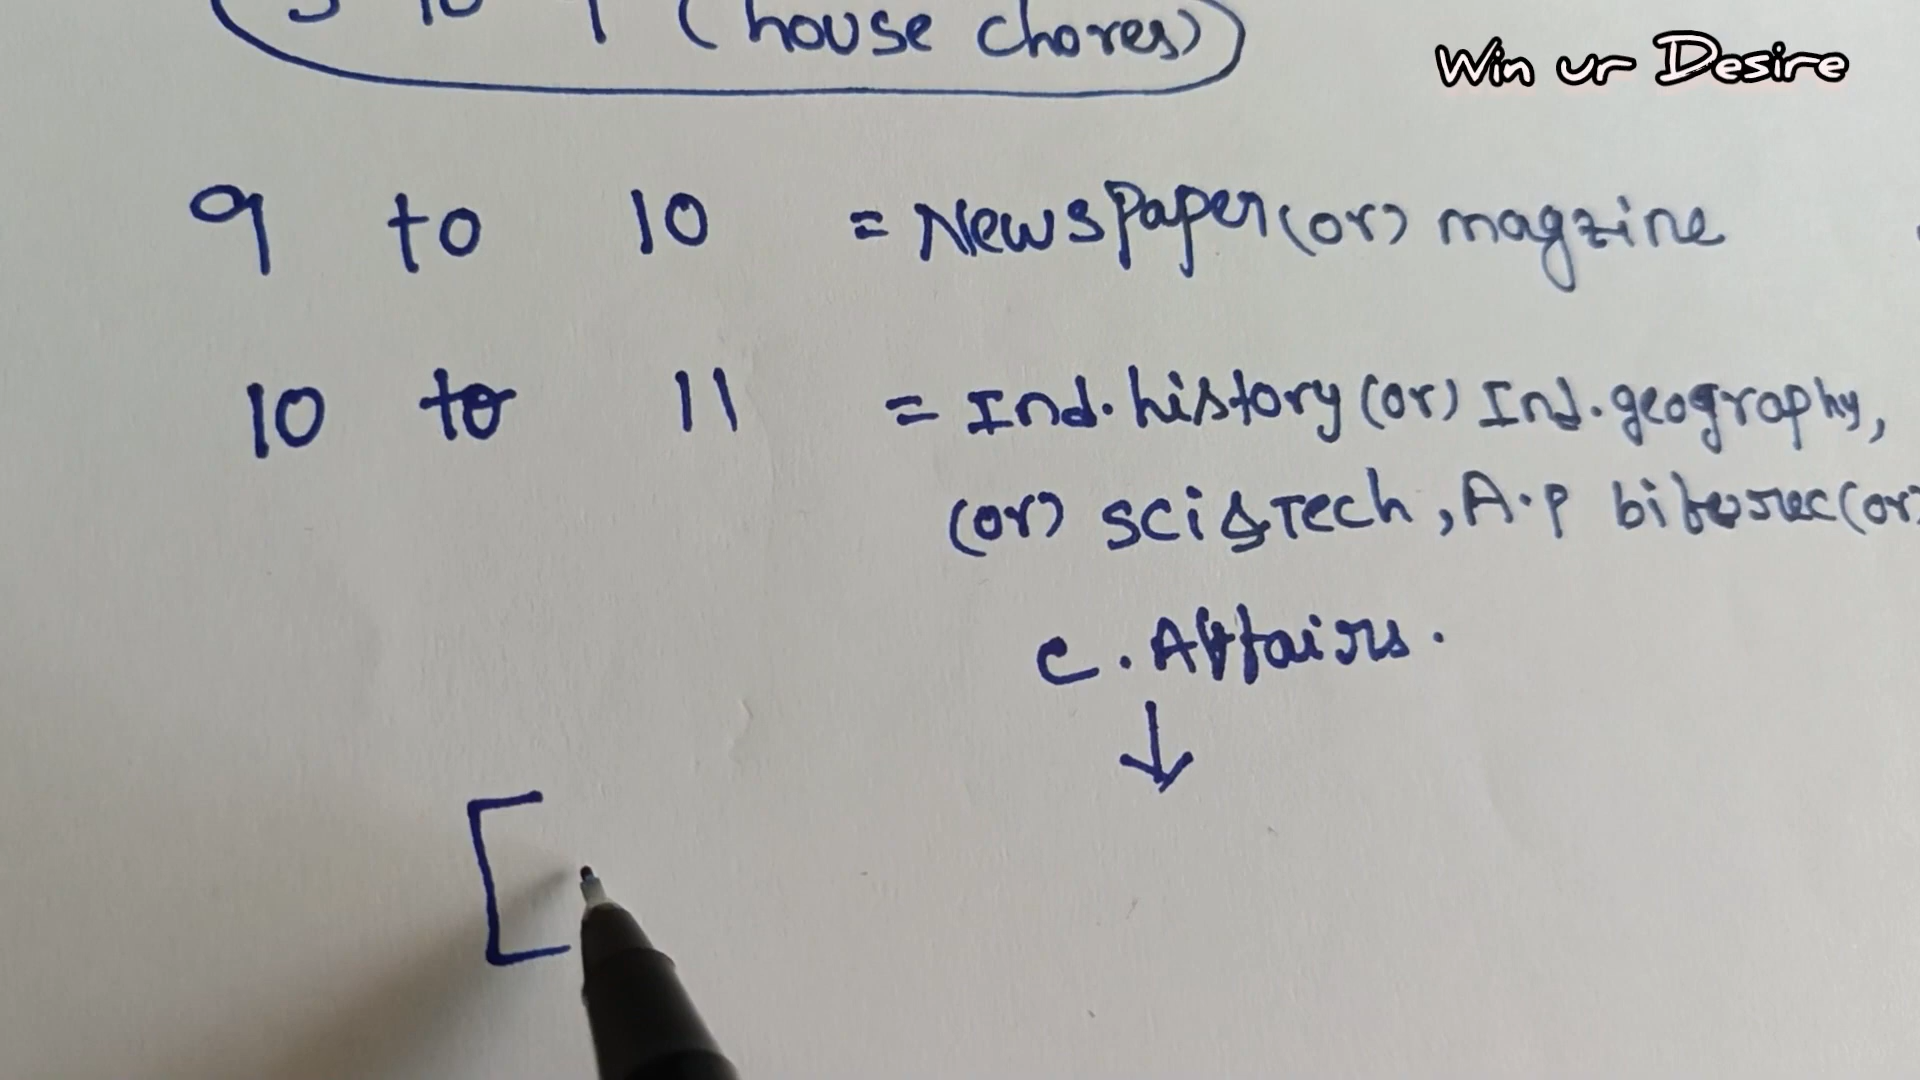 (house chores)
Win ur Desire
9 to 10 = Newspaper (or) magzine
10 to 11 = Ind. history (or) Ind. geography,
(or) sci & Tech, A.P (or)
C. Affairs.